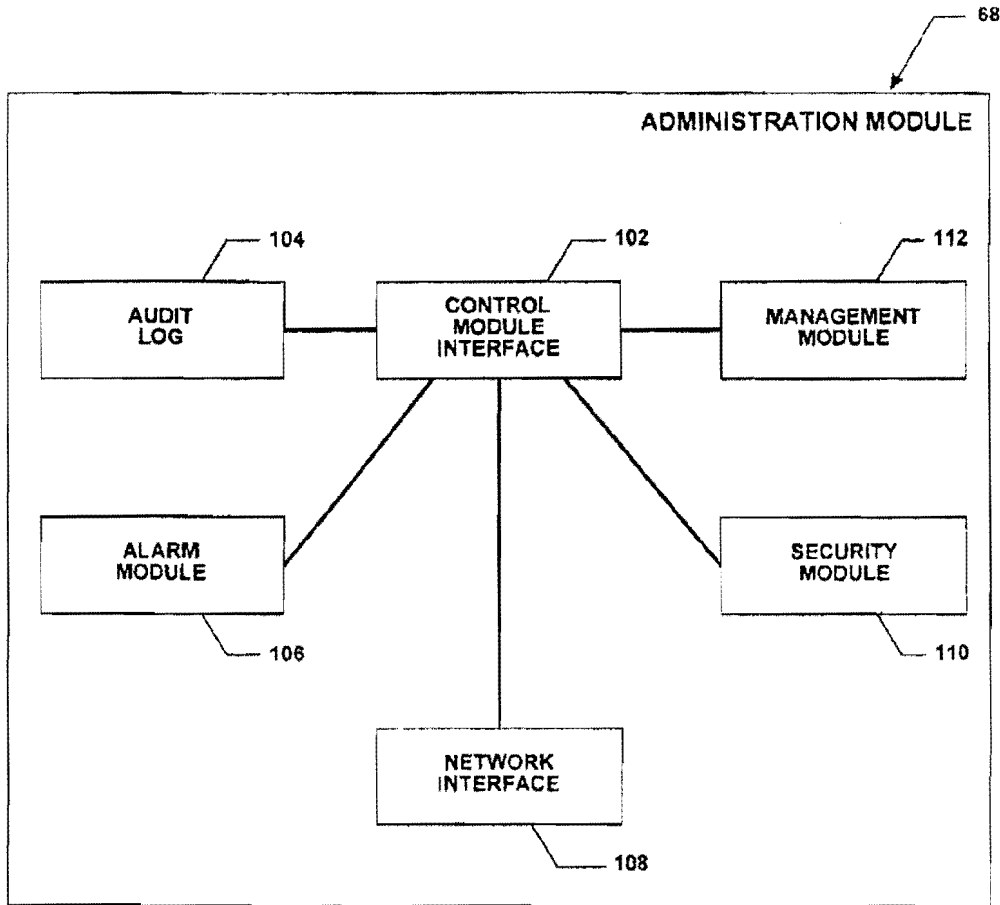 68
ADMINISTRATION MODULE
104
102
112
AUDIT
LOG
CONTROL
MODULE
INTERFACE
MANAGEMENT
MODULE
ALARM
MODULE
SECURITY
MODULE
106
110
NETWORK
INTERFACE
108